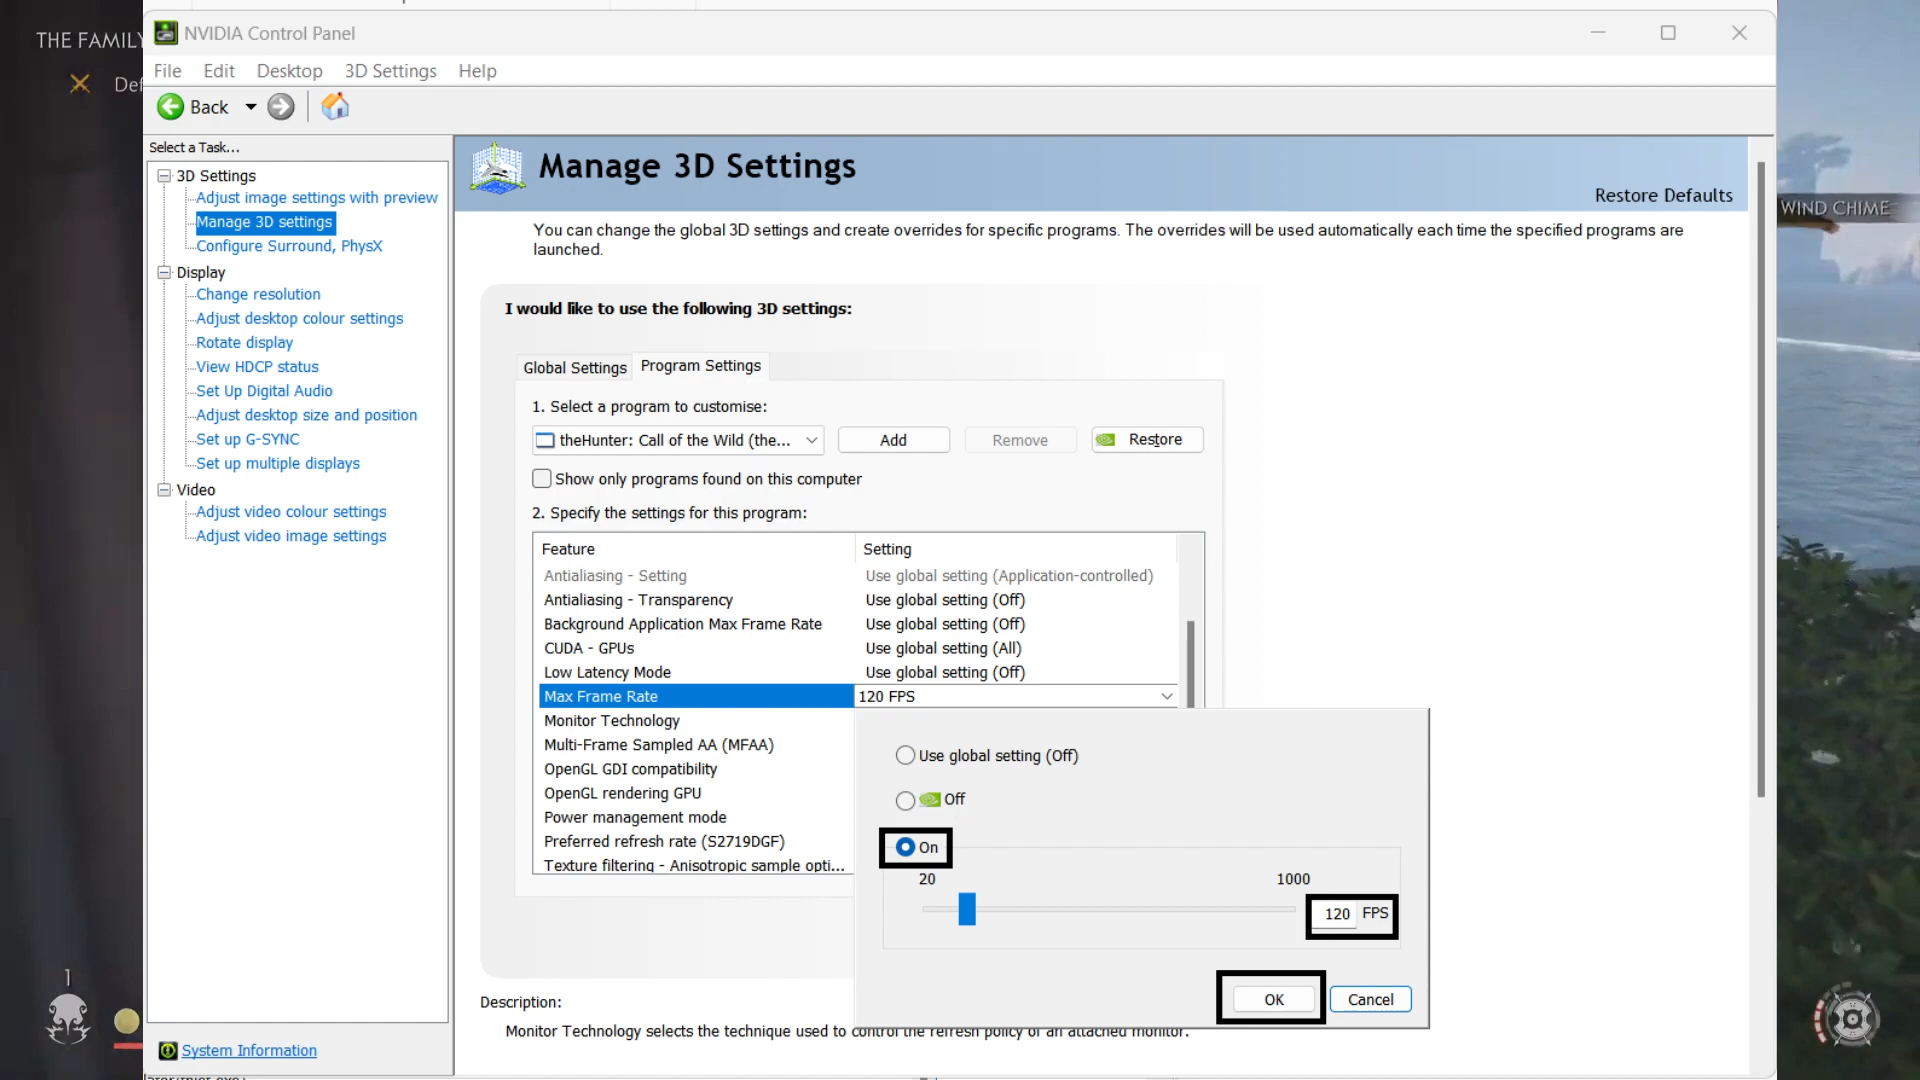 THE FAMILY
NVIDIA Control Panel
File Edit Desktop 3D Settings Help
Back
Select a Task...
3D Settings
Adjust image settings with preview
Manage 3D settings
Configure Surround, PhysX
Display
Change resolution
Adjust desktop colour settings
Rotate display
View HDCP status
Set Up Digital Audio
Adjust desktop size and position
Set up G-SYNC
Set up multiple displays
Video
Adjust video colour settings
Adjust video image settings
System Information
Manage 3D Settings
Restore Defaults
You can change the global 3D settings and create overrides for specific programs. The overrides will be used automatically each time the specified programs are
launched.
I would like to use the following 3D settings:
Global Settings Program Settings
1. Select a program to customise:
theHunter: Call of the Wild (the... Add Remove Restore
Show only programs found on this computer
2. Specify the settings for this program:
Feature Setting
Antialiasing - Setting Use global setting (Application-controlled)
Antialiasing - Transparency Use global setting (Off)
Background Application Max Frame Rate Use global setting (Off)
CUDA - GPUs Use global setting (All)
Low Latency Mode Use global setting (Off)
Max Frame Rate 120 FPS
Monitor Technology
Multi-Frame Sampled AA (MFAA)
OpenGL GDI compatibility
OpenGL rendering GPU
Power management mode
Preferred refresh rate (S2719DGF)
Texture filtering - Anisotropic sample opti...
Use global setting (Off)
Off
On
20 1000
120 FPS
OK Cancel
Description:
Monitor Technology selects the technique used to control the refresh policy of an attached monitor.
WIND CHIME
1